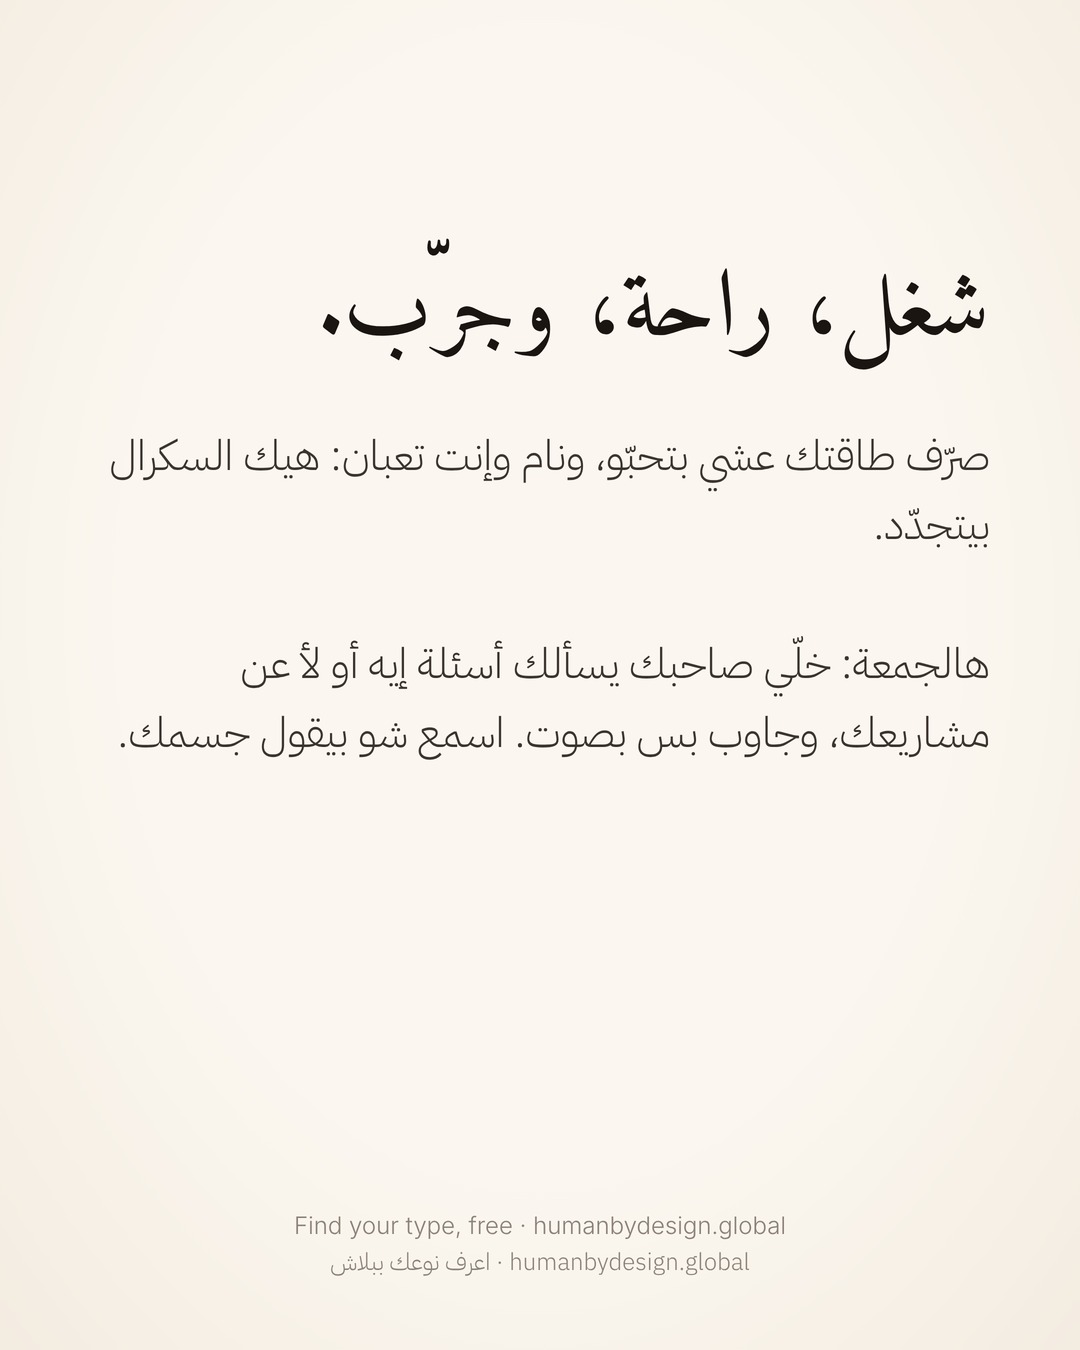 شغل، راحة، وجرّب.
صرّف طاقتك عشي بتحبّو، ونام وإنت تعبان: هيك السكرال
بيتجدّد.
هالجمعة: خلّي صاحبك يسألك أسئلة إيه أو لأ عن
مشاريعك، وجاوب بس بصوت. اسمع شو بيقول جسمك.
Find your type, free · humanbydesign.global
اعرف نوعك ببلاش · humanbydesign.global